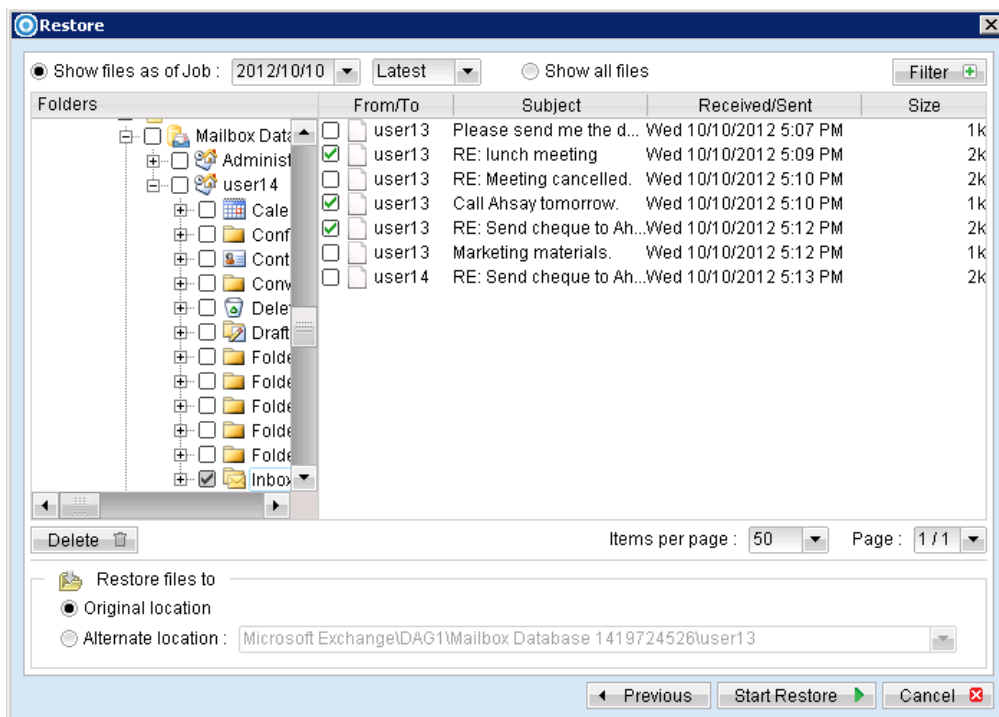 Restore
Show files as of Job : 2012/10/10 Latest Show all files Filter
Folders From/To Subject Received/Sent Size
Mailbox Data
Administ
user14
Cale
Conf
Cont
Conv
Dele
Draft
Folde
Folde
Folde
Folde
Folde
Inbox
user13 Please send me the d... Wed 10/10/2012 5:07 PM 1k
user13 RE: lunch meeting Wed 10/10/2012 5:09 PM 2k
user13 RE: Meeting cancelled. Wed 10/10/2012 5:10 PM 2k
user13 Call Ahsay tomorrow. Wed 10/10/2012 5:10 PM 1k
user13 RE: Send cheque to Ah... Wed 10/10/2012 5:12 PM 2k
user13 Marketing materials. Wed 10/10/2012 5:12 PM 1k
user14 RE: Send cheque to Ah... Wed 10/10/2012 5:13 PM 2k
Delete Items per page : 50 Page : 1 / 1
Restore files to
Original location
Alternate location : Microsoft Exchange\DAG1\Mailbox Database 1419724526\user13
Previous Start Restore Cancel